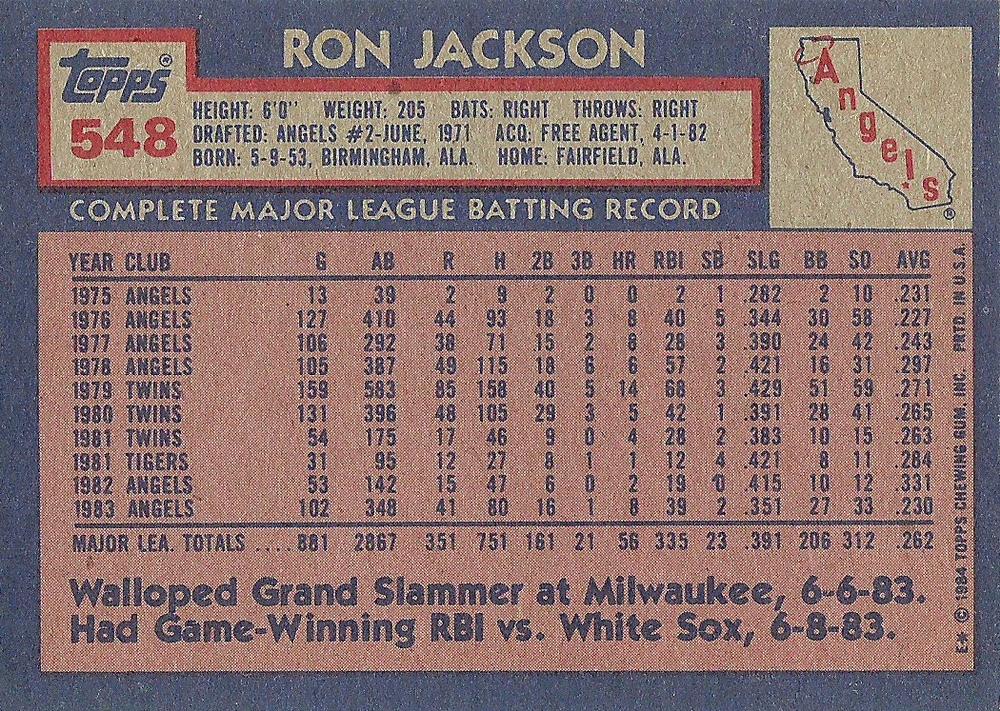 RON JACKSON
Topps®
548
HEIGHT: 6'0" WEIGHT: 205 BATS: RIGHT THROWS: RIGHT
DRAFTED: ANGELS #2-JUNE, 1971 ACQ: FREE AGENT, 4-1-82
BORN: 5-9-53, BIRMINGHAM, ALA. HOME: FAIRFIELD, ALA.
Angels
®
COMPLETE MAJOR LEAGUE BATTING RECORD
YEAR CLUB G AB R H 2B 3B HR RBI SB SLG BB SO AVG
1975 ANGELS 13 39 2 9 2 0 0 2 1 .282 2 10 .231
1976 ANGELS 127 410 44 93 18 3 8 40 5 .344 30 58 .227
1977 ANGELS 106 292 38 71 15 2 8 28 3 .390 24 42 .243
1978 ANGELS 105 387 49 115 18 6 6 57 2 .421 16 31 .297
1979 TWINS 159 583 85 158 40 5 14 68 3 .429 51 59 .271
1980 TWINS 131 396 48 105 29 3 5 42 1 .391 28 41 .265
1981 TWINS 54 175 17 46 9 0 4 28 2 .383 10 15 .263
1981 TIGERS 31 95 12 27 8 1 1 12 4 .421 8 11 .284
1982 ANGELS 53 142 15 47 6 0 2 19 0 .415 10 12 .331
1983 ANGELS 102 348 41 80 16 1 8 39 2 .351 27 33 .230
MAJOR LEA. TOTALS .... 881 2867 351 751 161 21 56 335 23 .391 206 312 .262
Walloped Grand Slammer at Milwaukee, 6-6-83.
Had Game-Winning RBI vs. White Sox, 6-8-83.
E* © 1984 TOPPS CHEWING GUM, INC. PRTD. IN U.S.A.